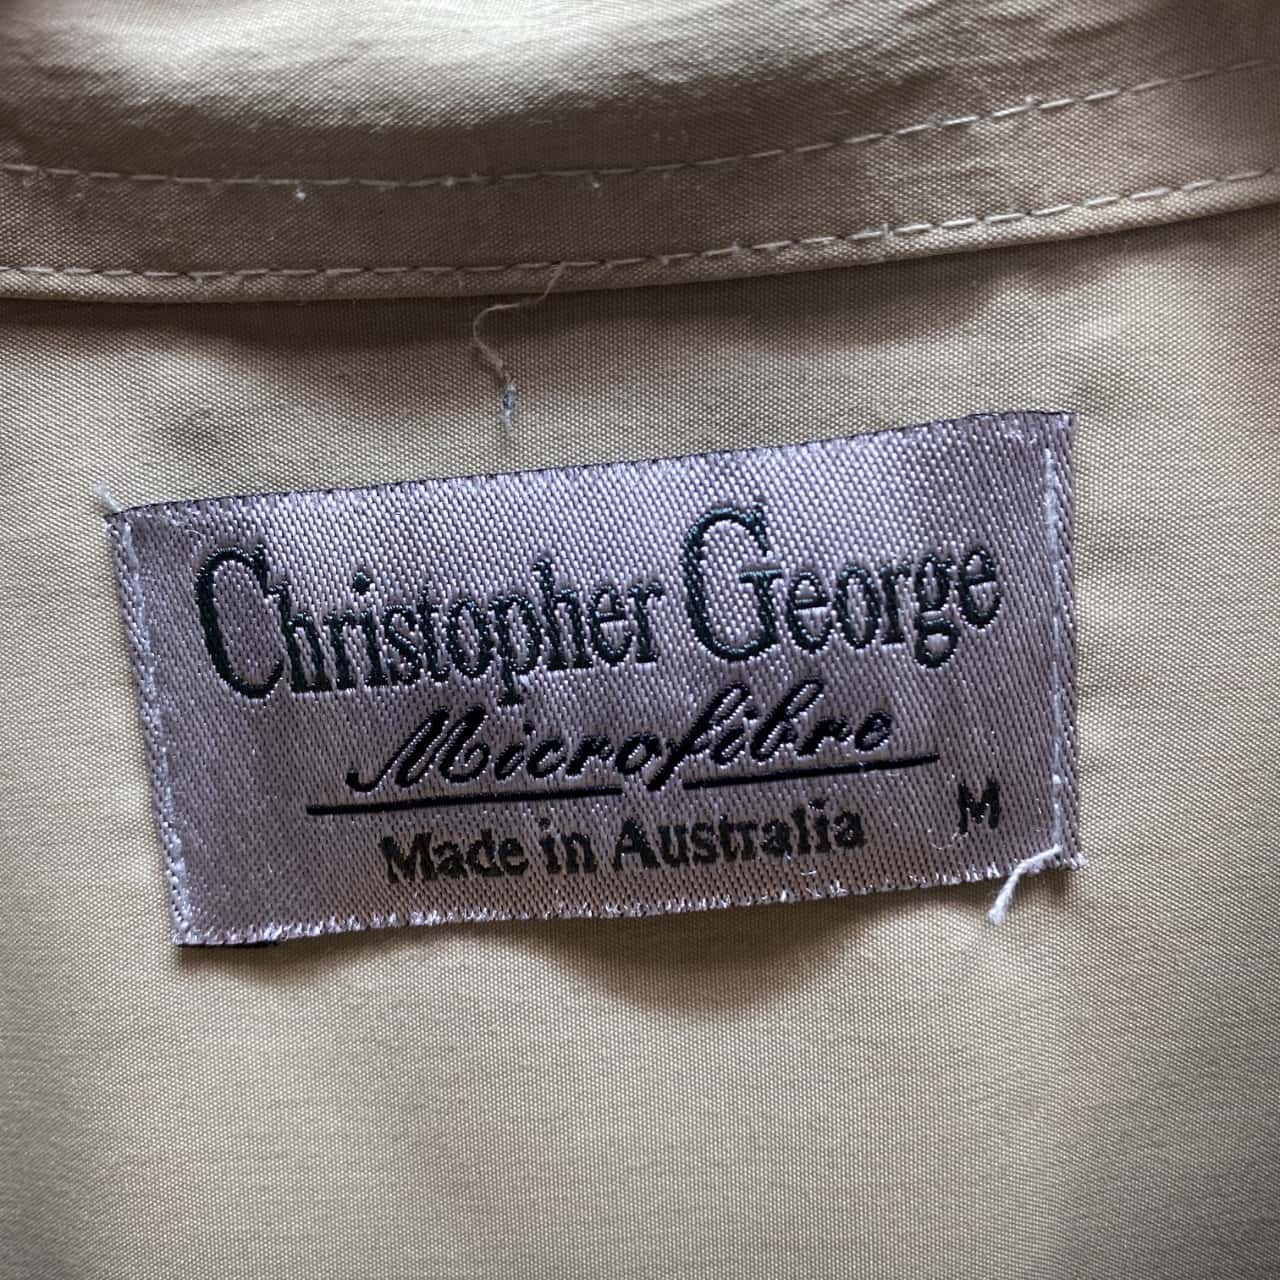 Christopher George
Microfibre
Made in Australia M